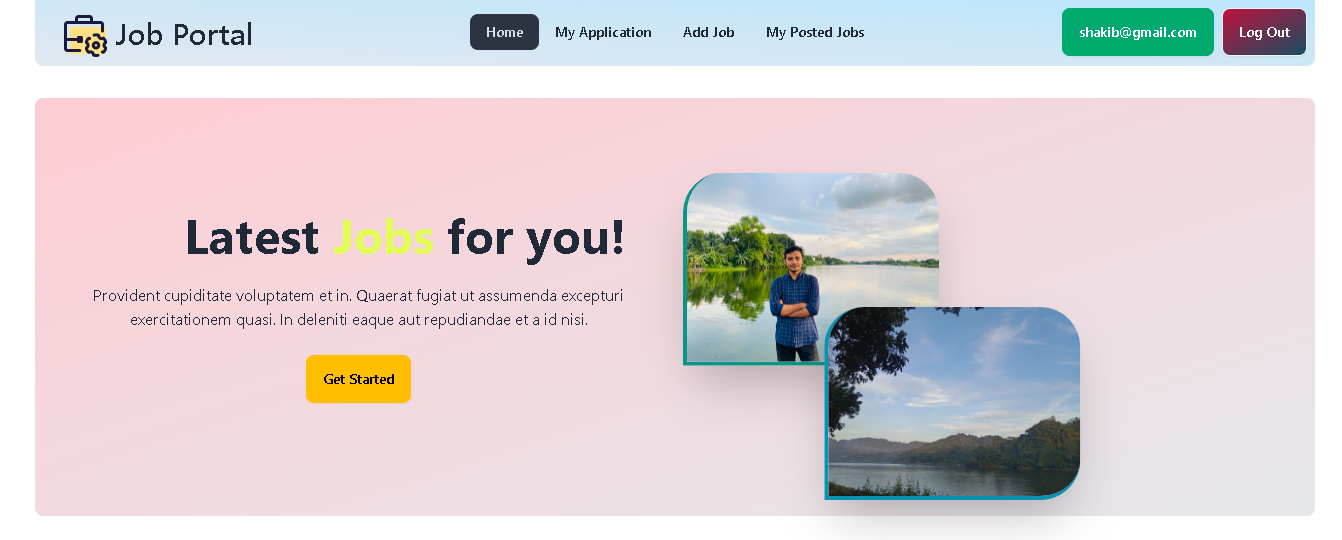 Job Portal
Home
My Application
Add Job
My Posted Jobs
shakib@gmail.com
Log Out
Latest Jobs for you!
Provident cupiditate voluptatem et in. Quaerat fugiat ut assumenda excepturi
exercitationem quasi. In deleniti eaque aut repudiandae et a id nisi.
Get Started